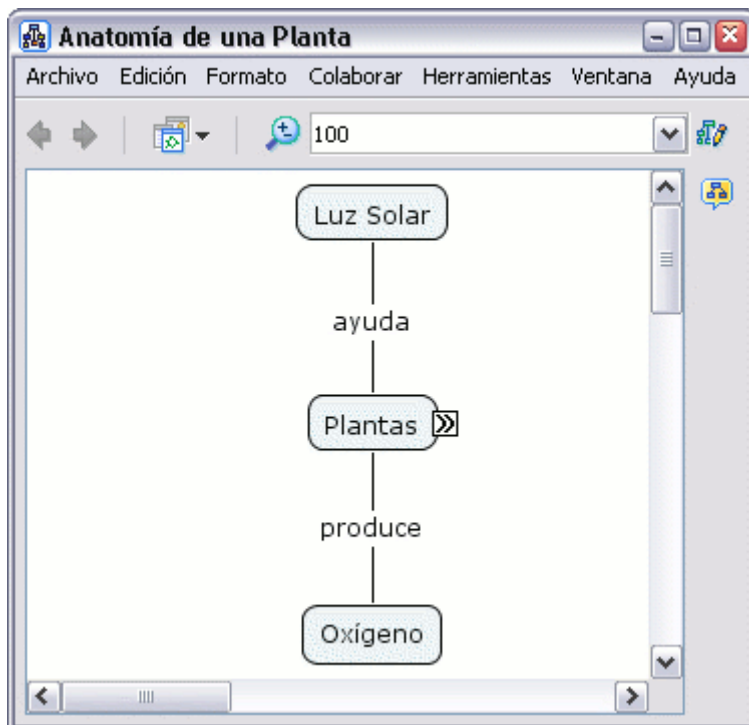 Anatomía de una Planta
Archivo Edición Formato Colaborar Herramientas Ventana Ayuda
100
Luz Solar
ayuda
Plantas
produce
Oxígeno